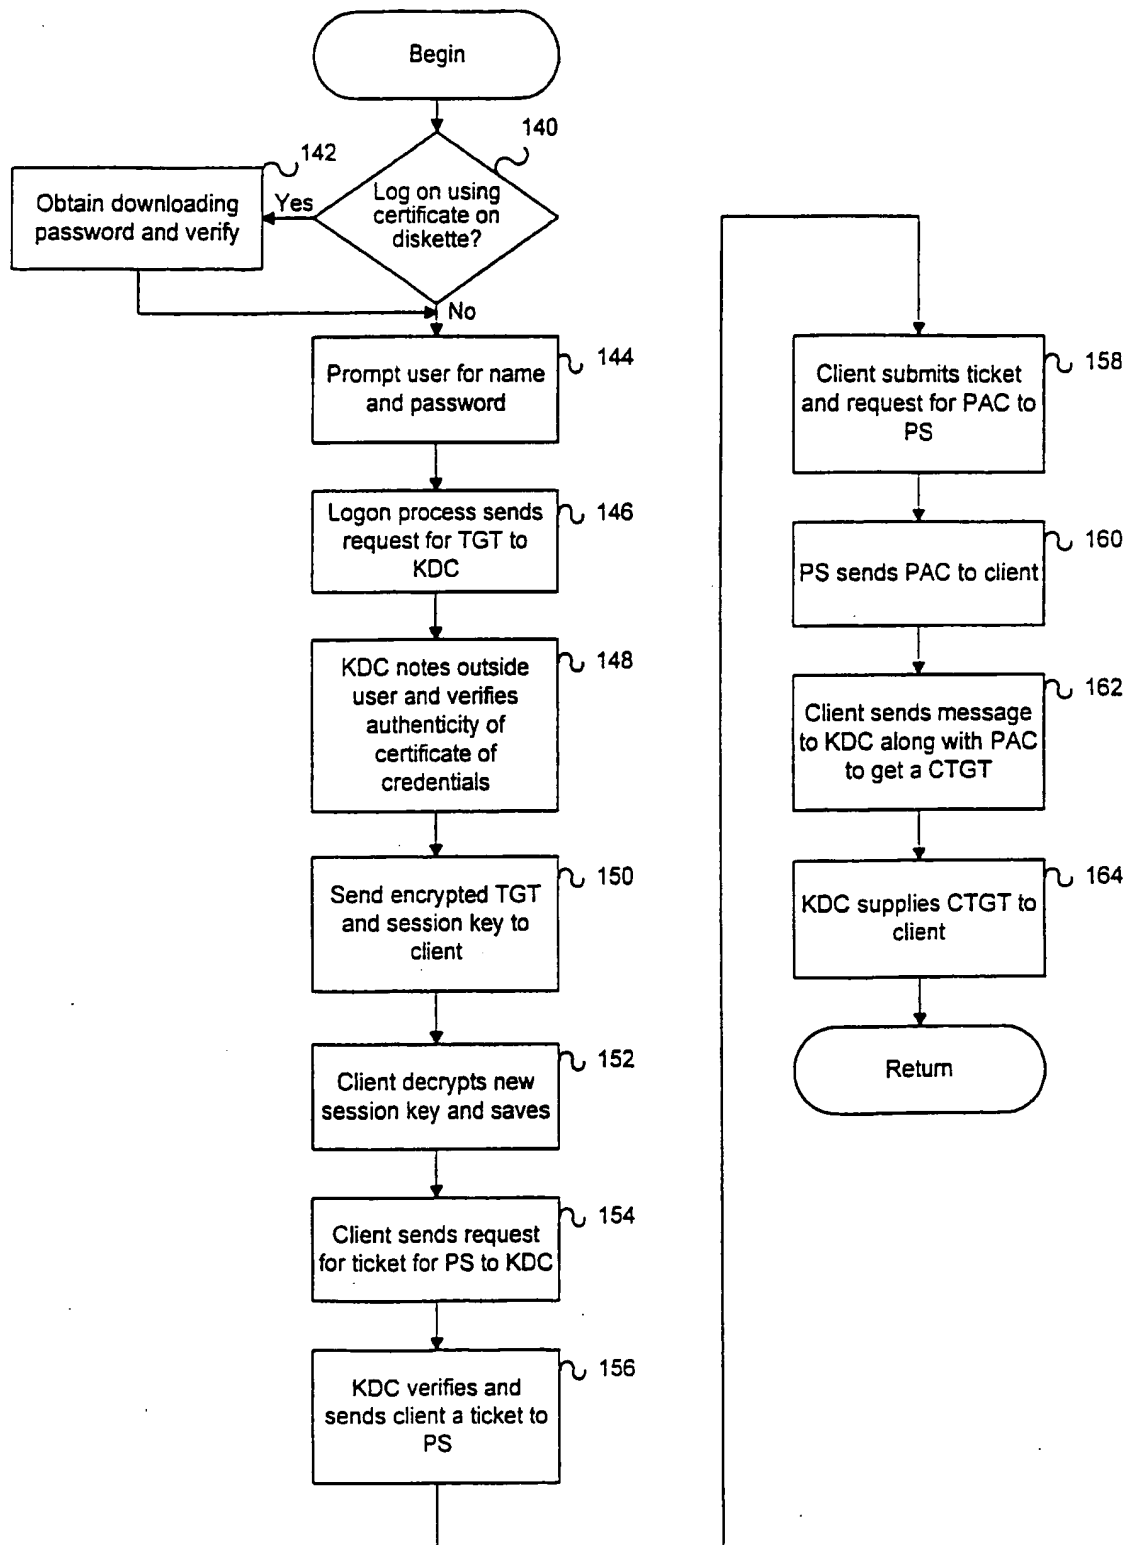 Begin
140
Log on using
certificate on
diskette?
Yes
142
Obtain downloading
password and verify
No
144
Prompt user for name
and password
146
Logon process sends
request for TGT to
KDC
148
KDC notes outside
user and verifies
authenticity of
certificate of
credentials
150
Send encrypted TGT
and session key to
client
152
Client decrypts new
session key and saves
154
Client sends request
for ticket for PS to KDC
156
KDC verifies and
sends client a ticket to
PS
158
Client submits ticket
and request for PAC to
PS
160
PS sends PAC to client
162
Client sends message
to KDC along with PAC
to get a CTGT
164
KDC supplies CTGT to
client
Return